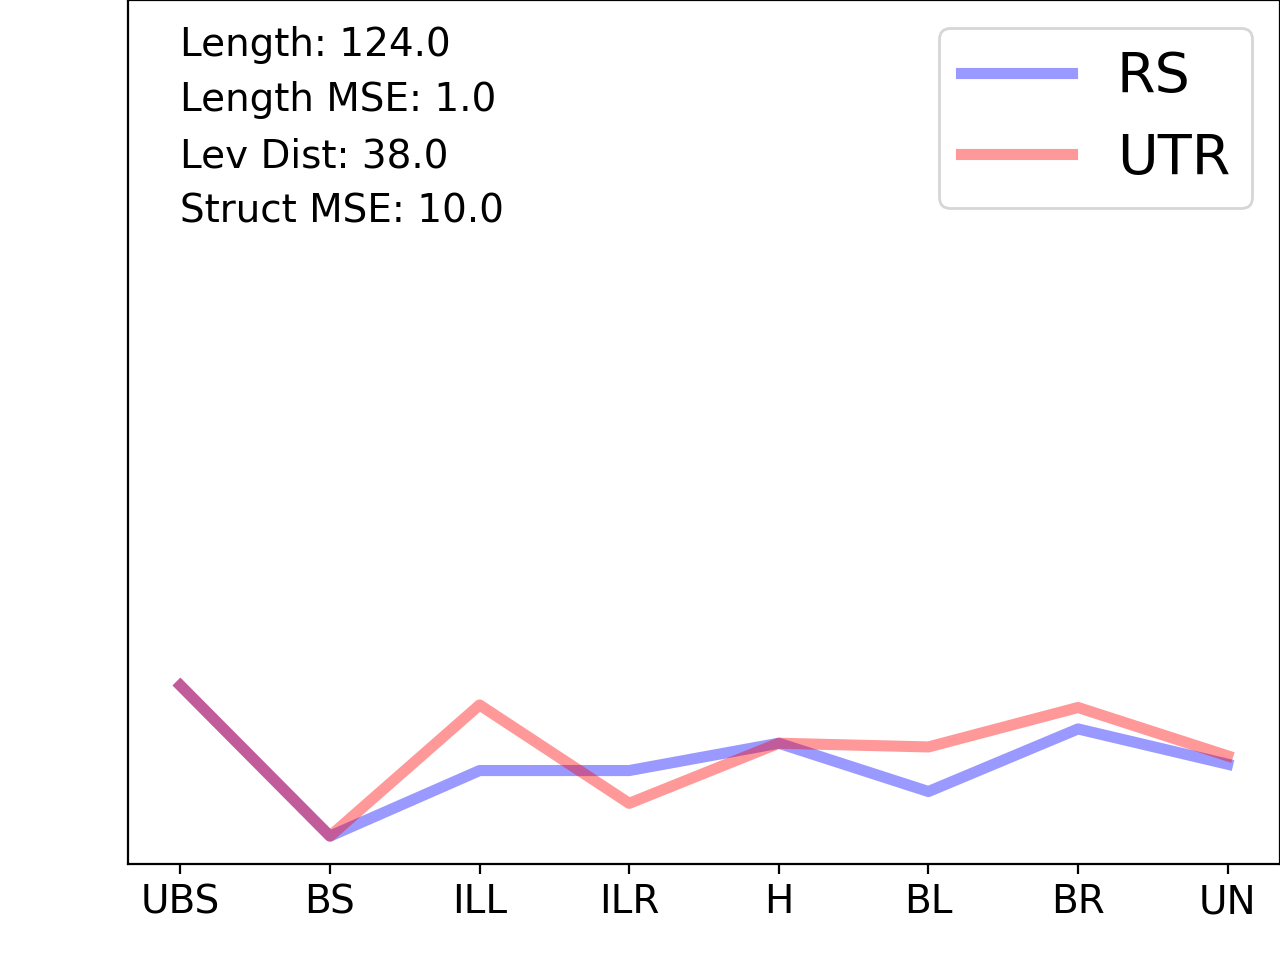 Length: 124.0
Length MSE: 1.0
Lev Dist: 38.0
Struct MSE: 10.0
RS
UTR
UBS BS ILL ILR H BL BR UN